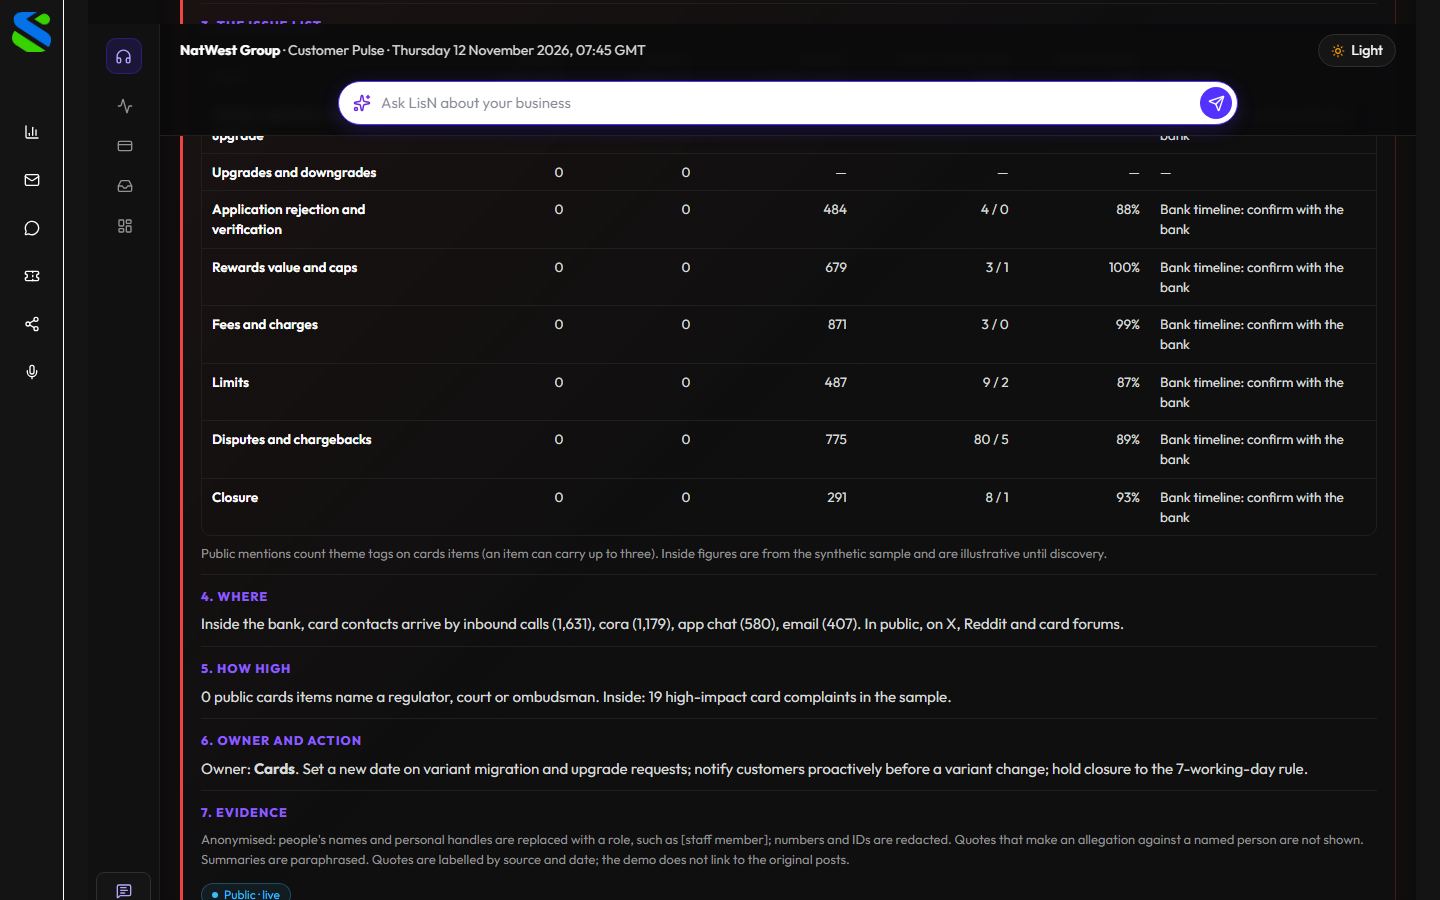 3. THE ISSUE LIST
NatWest Group · Customer Pulse · Thursday 12 November 2026, 07:45 GMT
Light
Ask LisN about your business
upgrade
bank
Upgrades and downgrades 0 0 — — — —
Application rejection and 0 0 484 4 / 0 88% Bank timeline: confirm with the
verification bank
Rewards value and caps 0 0 679 3 / 1 100% Bank timeline: confirm with the
bank
Fees and charges 0 0 871 3 / 0 99% Bank timeline: confirm with the
bank
Limits 0 0 487 9 / 2 87% Bank timeline: confirm with the
bank
Disputes and chargebacks 0 0 775 80 / 5 89% Bank timeline: confirm with the
bank
Closure 0 0 291 8 / 1 93% Bank timeline: confirm with the
bank
Public mentions count theme tags on cards items (an item can carry up to three). Inside figures are from the synthetic sample and are illustrative until discovery.
4. WHERE
Inside the bank, card contacts arrive by inbound calls (1,631), cora (1,179), app chat (580), email (407). In public, on X, Reddit and card forums.
5. HOW HIGH
0 public cards items name a regulator, court or ombudsman. Inside: 19 high-impact card complaints in the sample.
6. OWNER AND ACTION
Owner: Cards. Set a new date on variant migration and upgrade requests; notify customers proactively before a variant change; hold closure to the 7-working-day rule.
7. EVIDENCE
Anonymised: people's names and personal handles are replaced with a role, such as [staff member]; numbers and IDs are redacted. Quotes that make an allegation against a named person are not shown.
Summaries are paraphrased. Quotes are labelled by source and date; the demo does not link to the original posts.
Public · live